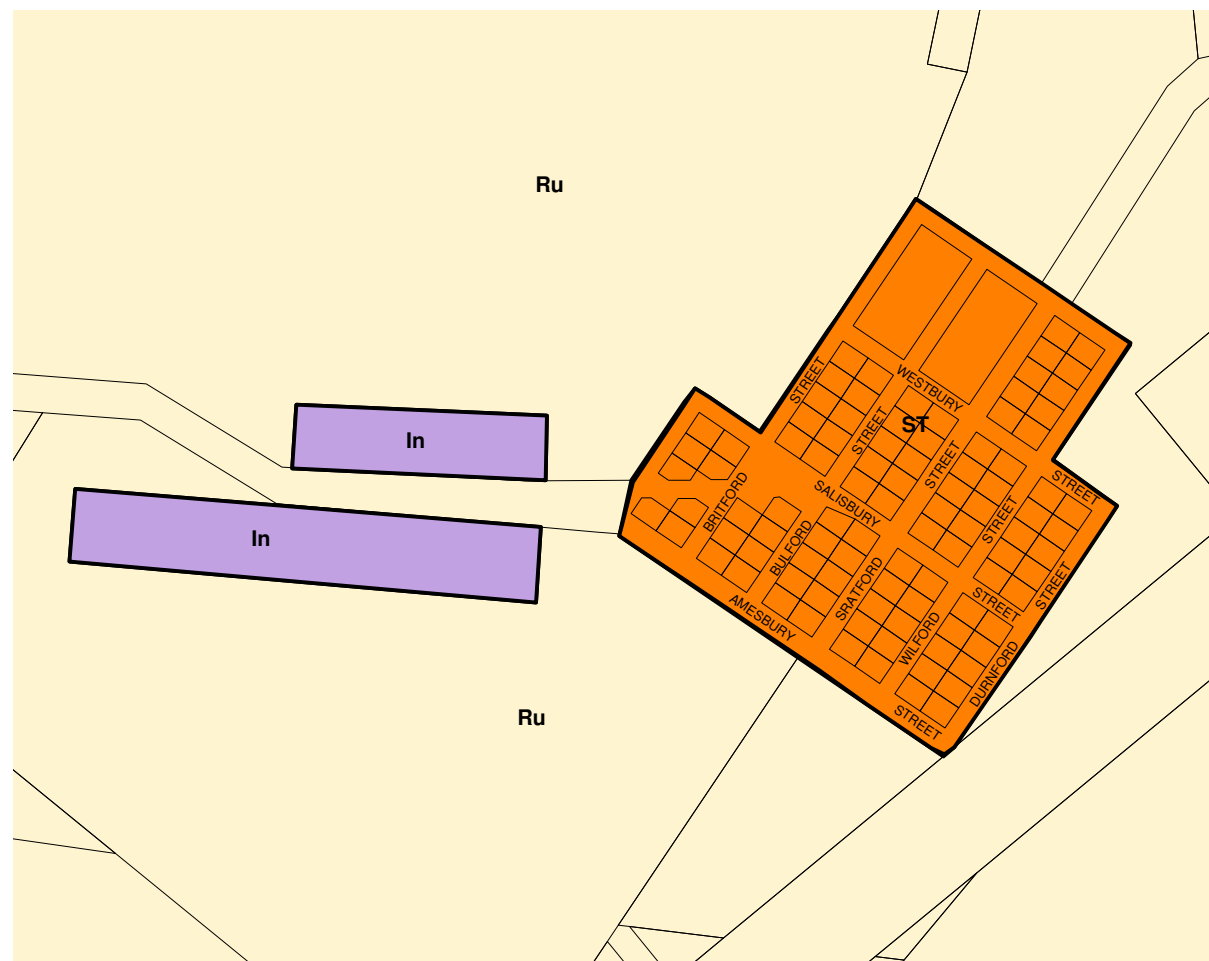 Ru
STREET
WESTBURY
STREET
ST
In
STREET
STREET
BRITFORD
SALISBURY
STREET
In
BULFORD
STREET
SRATFORD
AMESBURY
STREET
WILFORD
DURNFORD
Ru
STREET